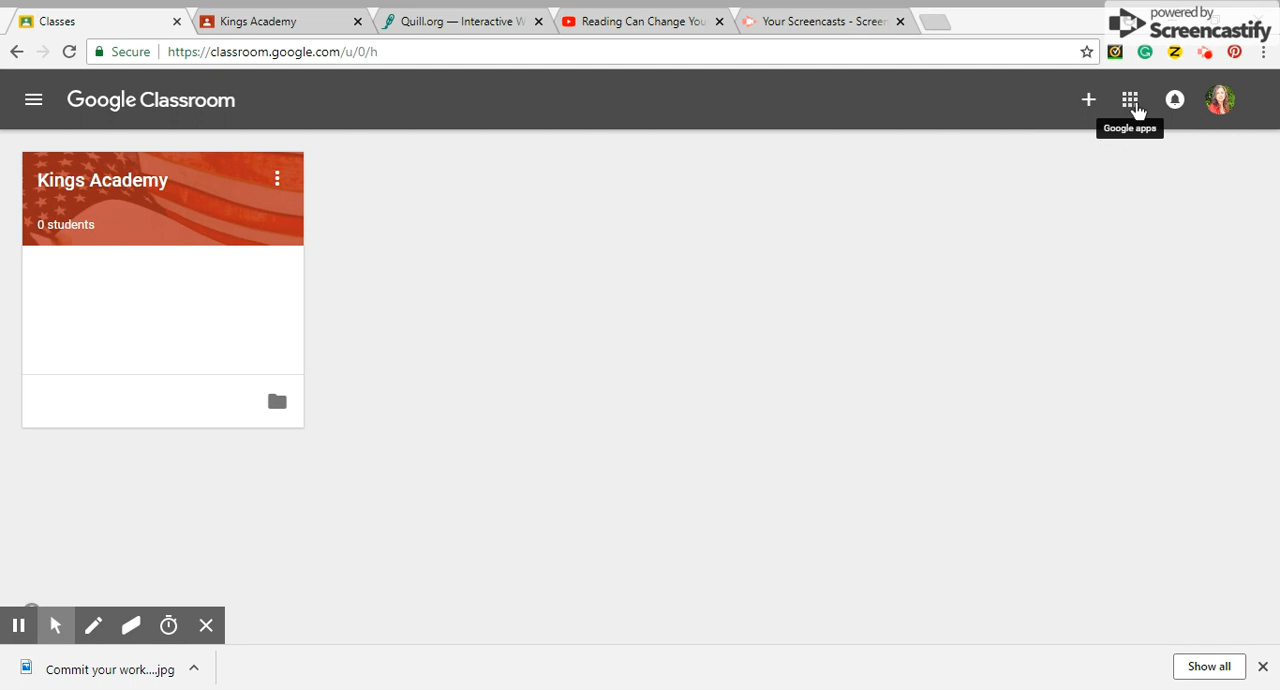 Classes
Kings Academy
Quill.org — Interactive W
Reading Can Change You
Your Screencasts - Screen
powered by
Screencastify
Secure
https://classroom.google.com/u/0/h
Google Classroom
Google apps
Kings Academy
0 students
Commit your work....jpg
Show all